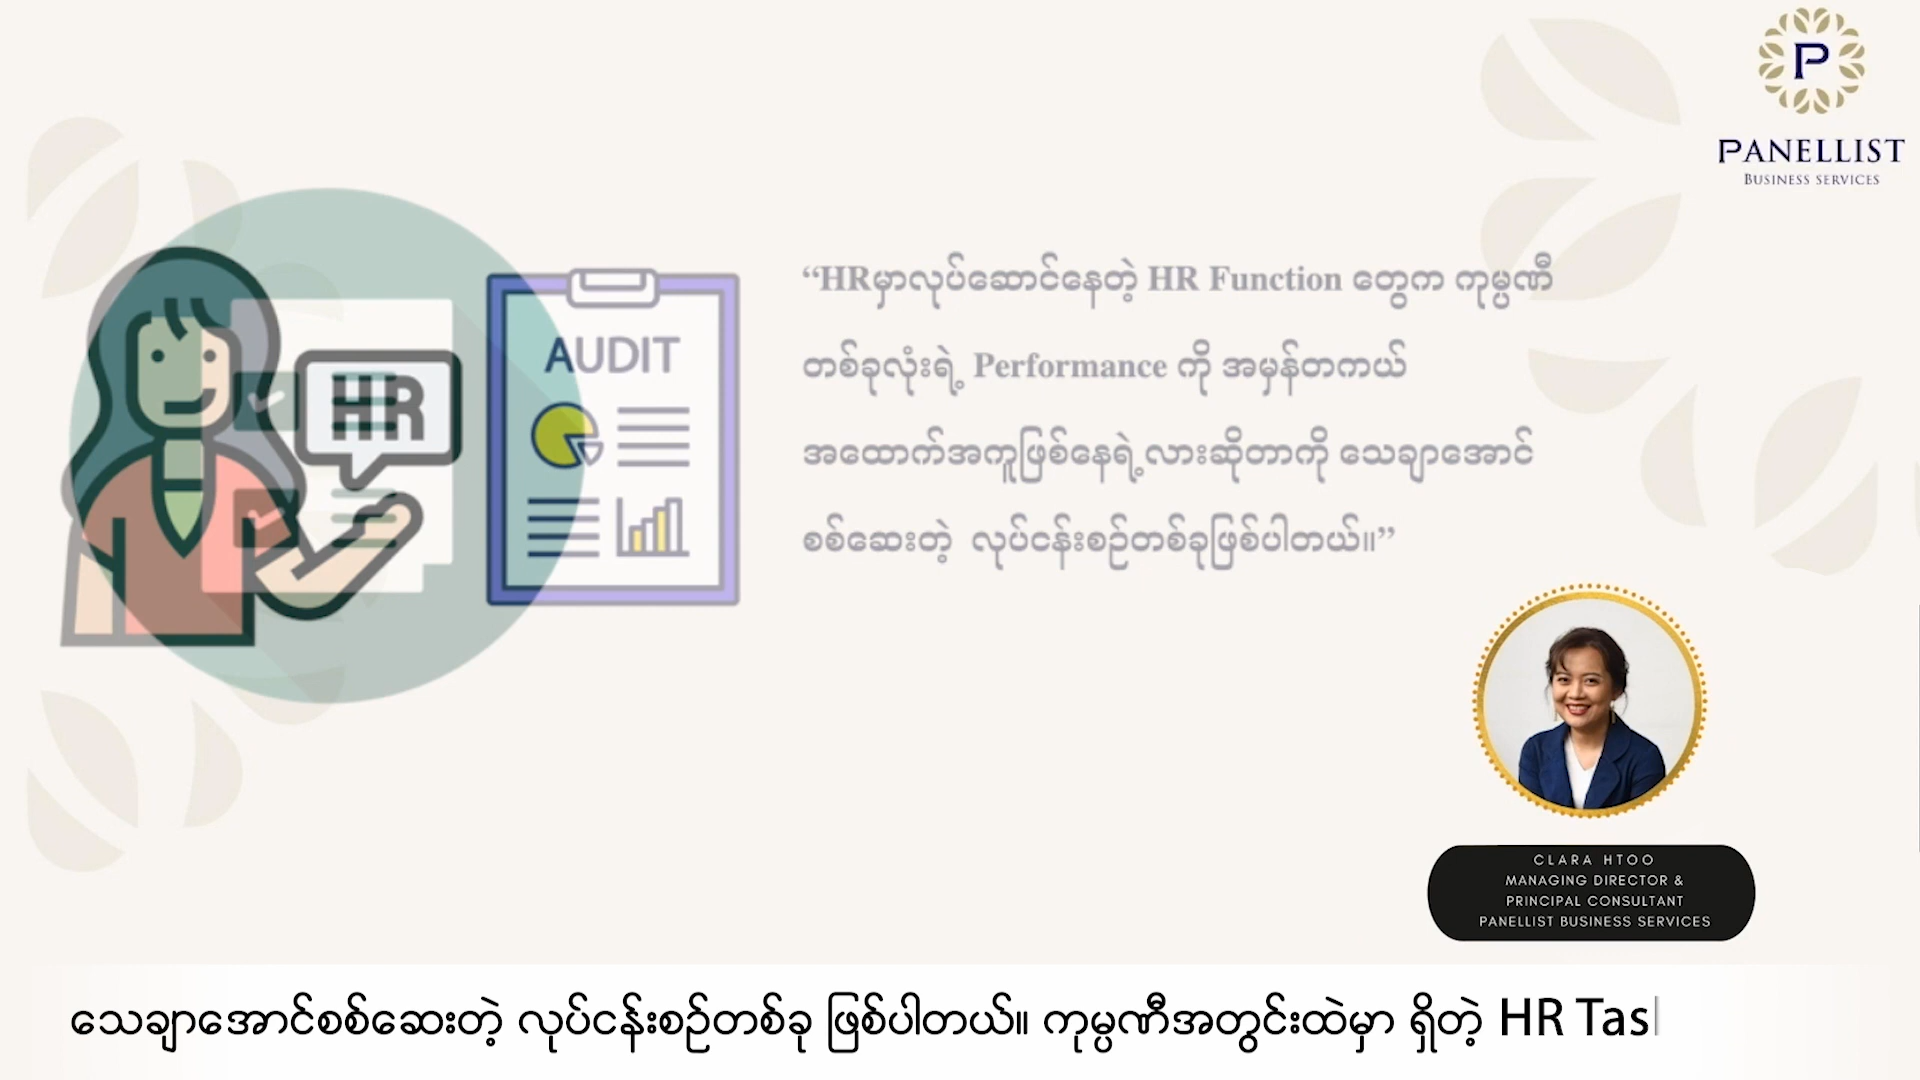 P
PANELLIST
BUSINESS SERVICES
“HRမှာလုပ်ဆောင်နေတဲ့ HR Function တွေက ကုမ္ပဏီ
တစ်ခုလုံးရဲ့ Performance ကို အမှန်တကယ်
အထောက်အကူဖြစ်နေရဲ့လားဆိုတာကို သေချာအောင်
စစ်ဆေးတဲ့ လုပ်ငန်းစဉ်တစ်ခုဖြစ်ပါတယ်။”
HR
AUDIT
CLARA HTOO
MANAGING DIRECTOR &
PRINCIPAL CONSULTANT
PANELLIST BUSINESS SERVICES
သေချာအောင်စစ်ဆေးတဲ့ လုပ်ငန်းစဉ်တစ်ခု ဖြစ်ပါတယ်။ ကုမ္ပဏီအတွင်းထဲမှာ ရှိတဲ့ HR Tas